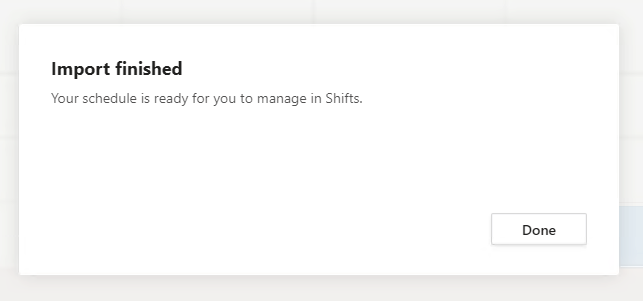 Import finished
Your schedule is ready for you to manage in Shifts.
Done